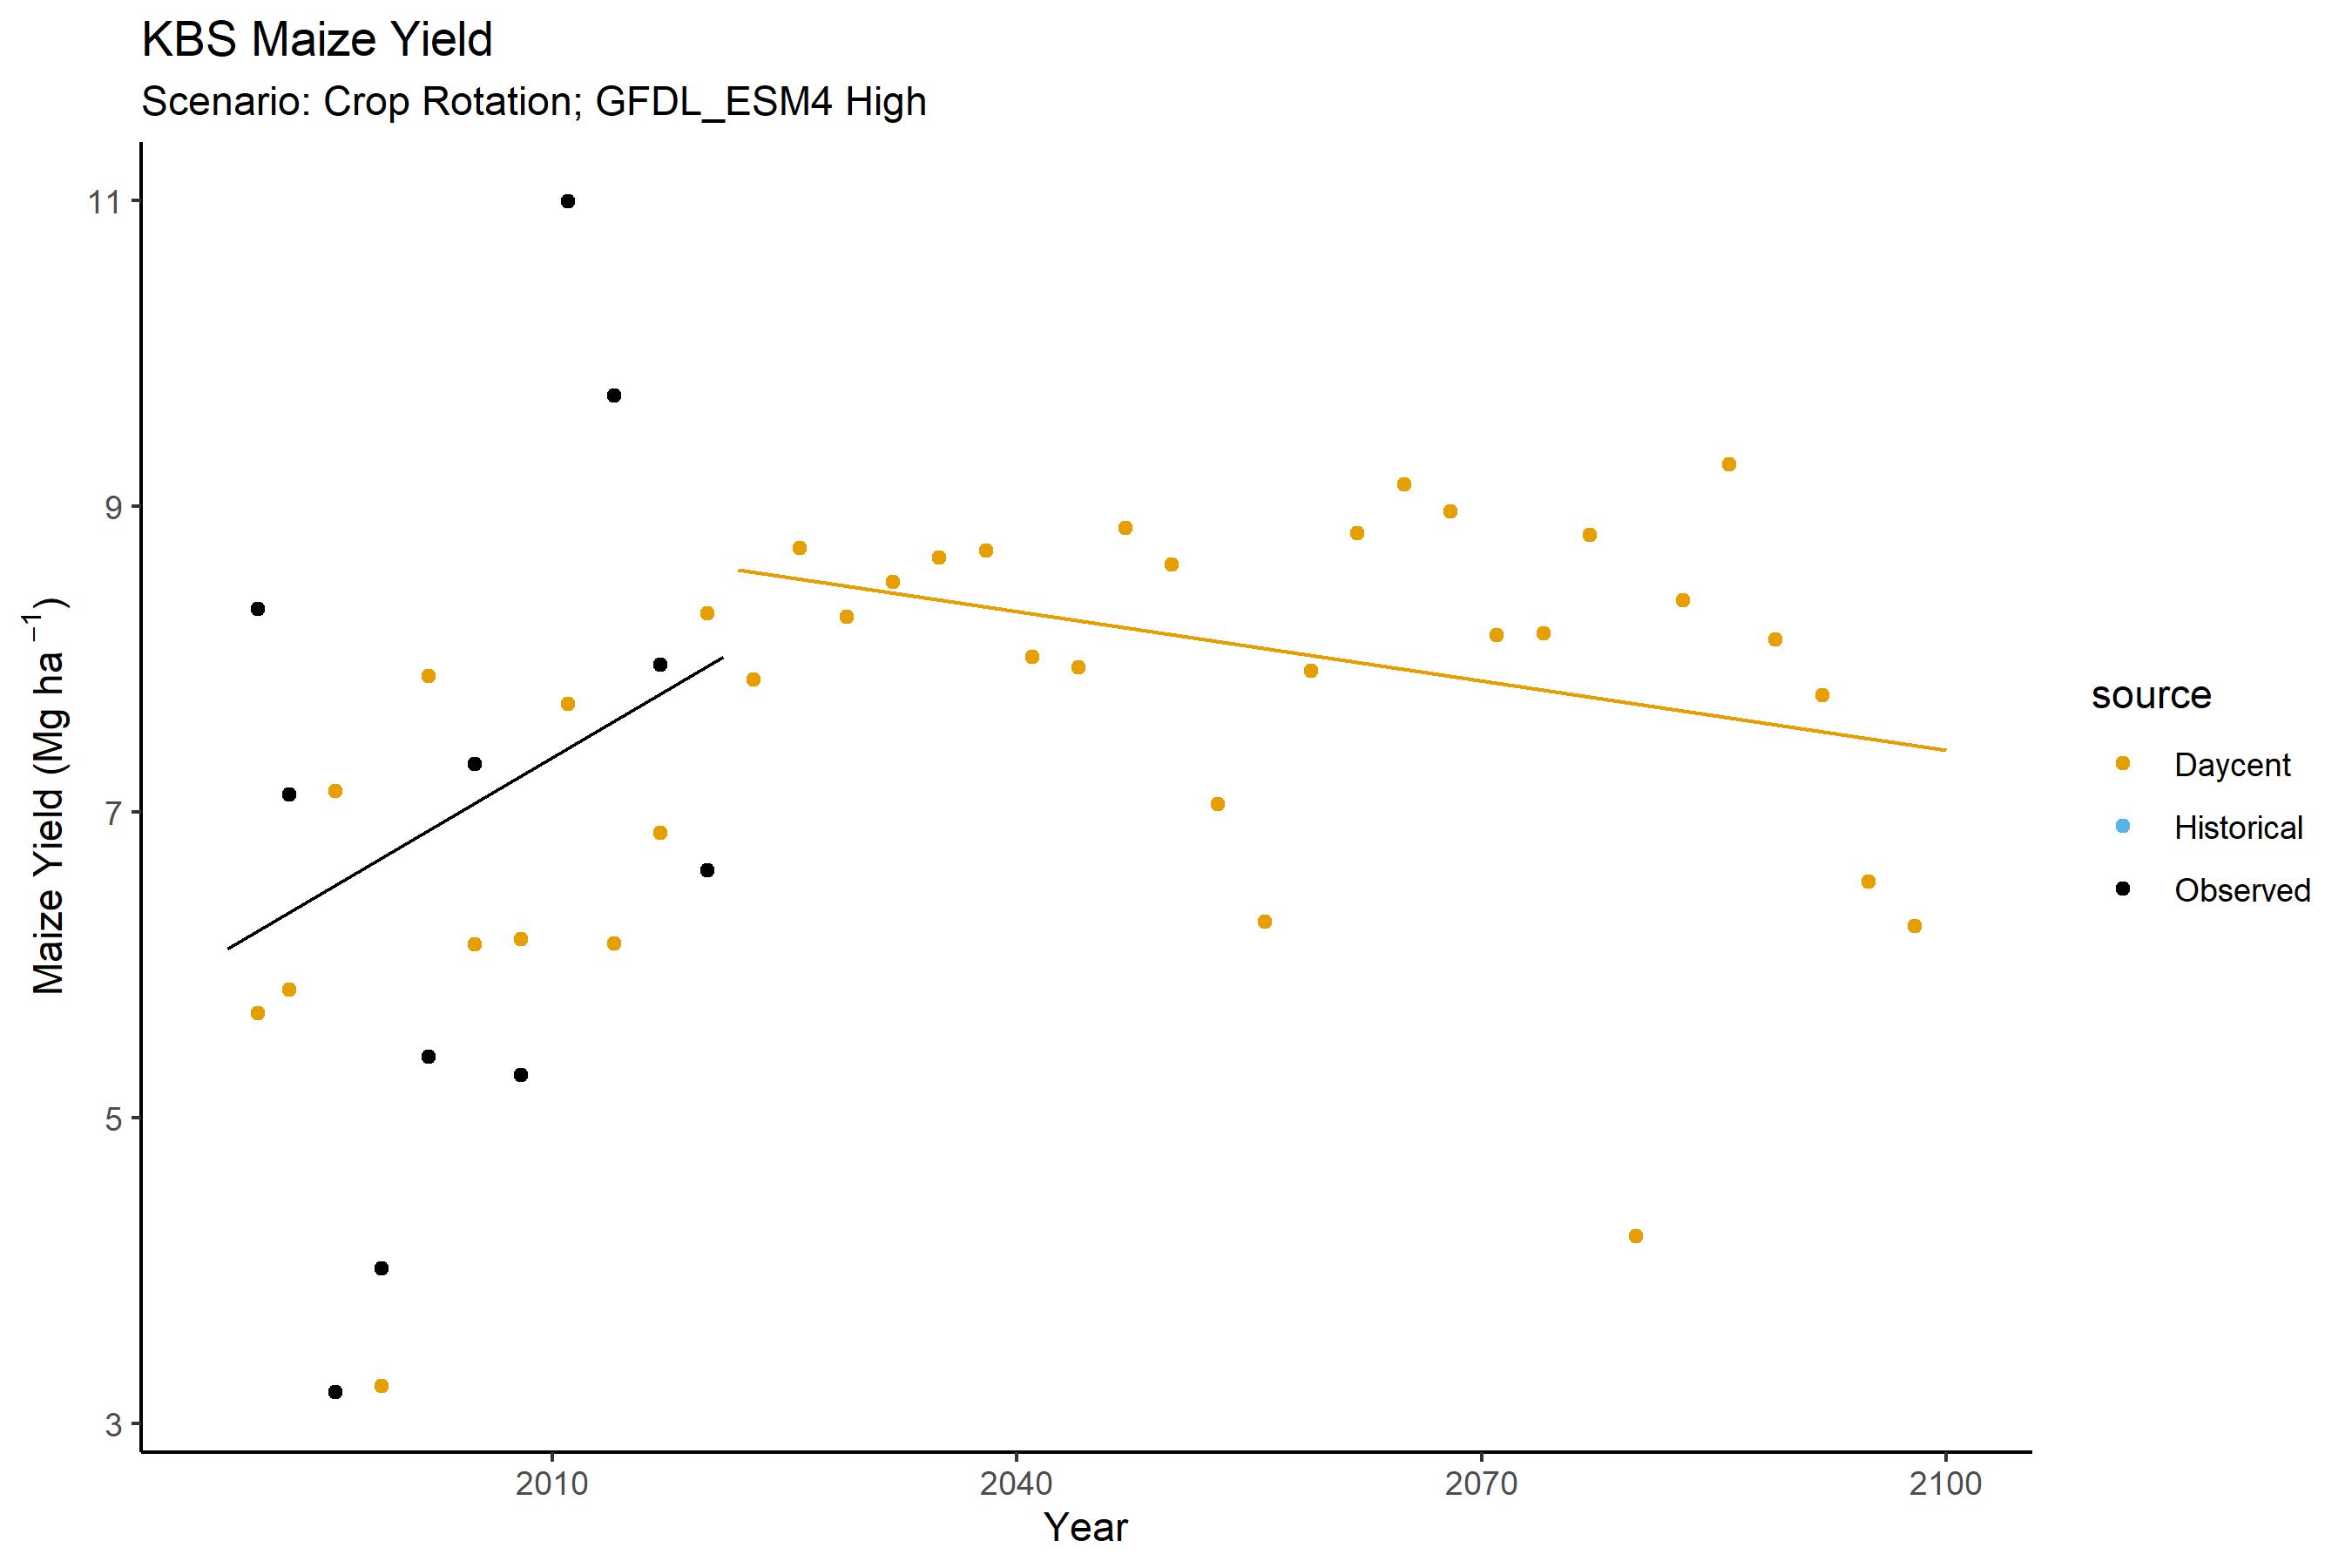 KBS Maize Yield
Scenario: Crop Rotation; GFDL_ESM4 High
Maize Yield (Mg ha −1)
11
9
7
5
3
2010
2040
2070
2100
Year
source
Daycent
Historical
Observed